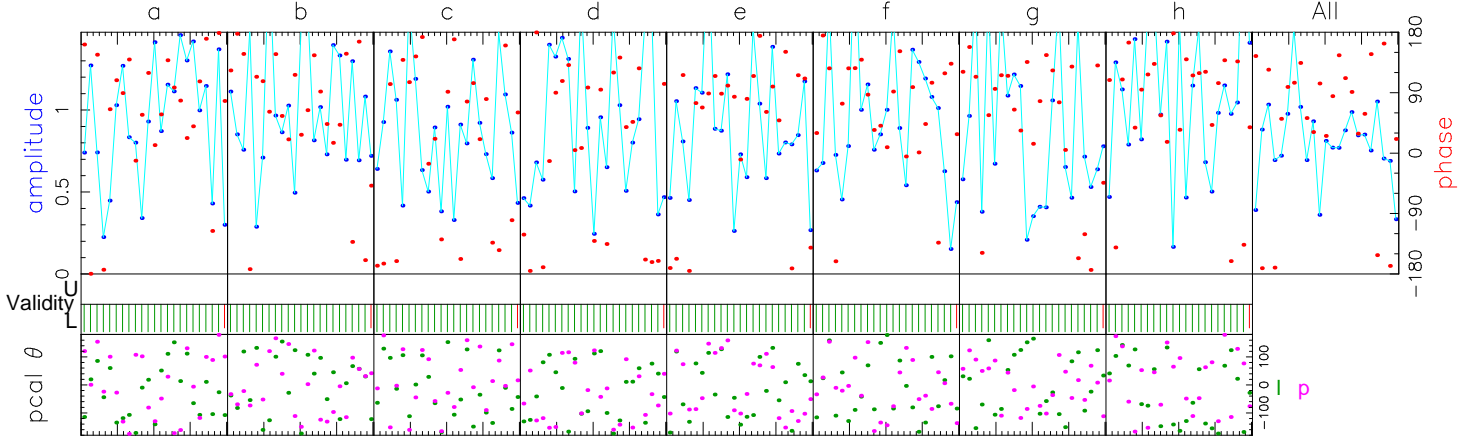 a b c d e f g h All
amplitude
1
0.5
0
180
90
0
-90
-180
phase
Validity
U
L
pcal θ
100
0
-100
l p